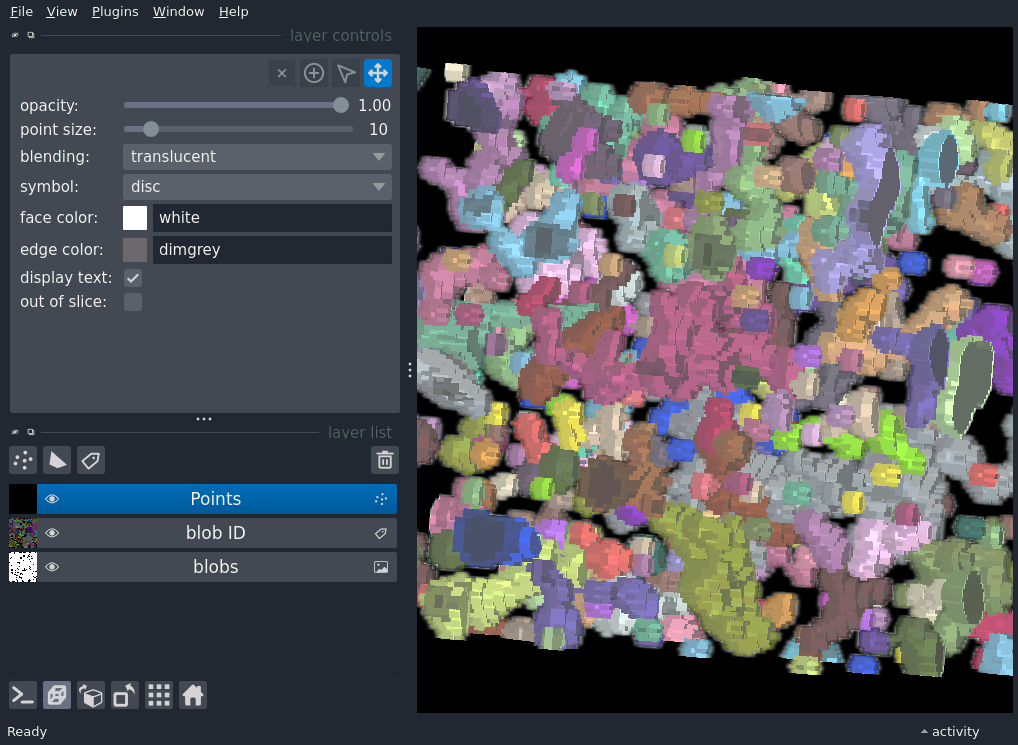 File View Plugins Window Help
layer controls
opacity: 1.00
point size: 10
blending: translucent
symbol: disc
face color: white
edge color: dimgrey
display text:
out of slice:
layer list
Points
blob ID
blobs
Ready
activity